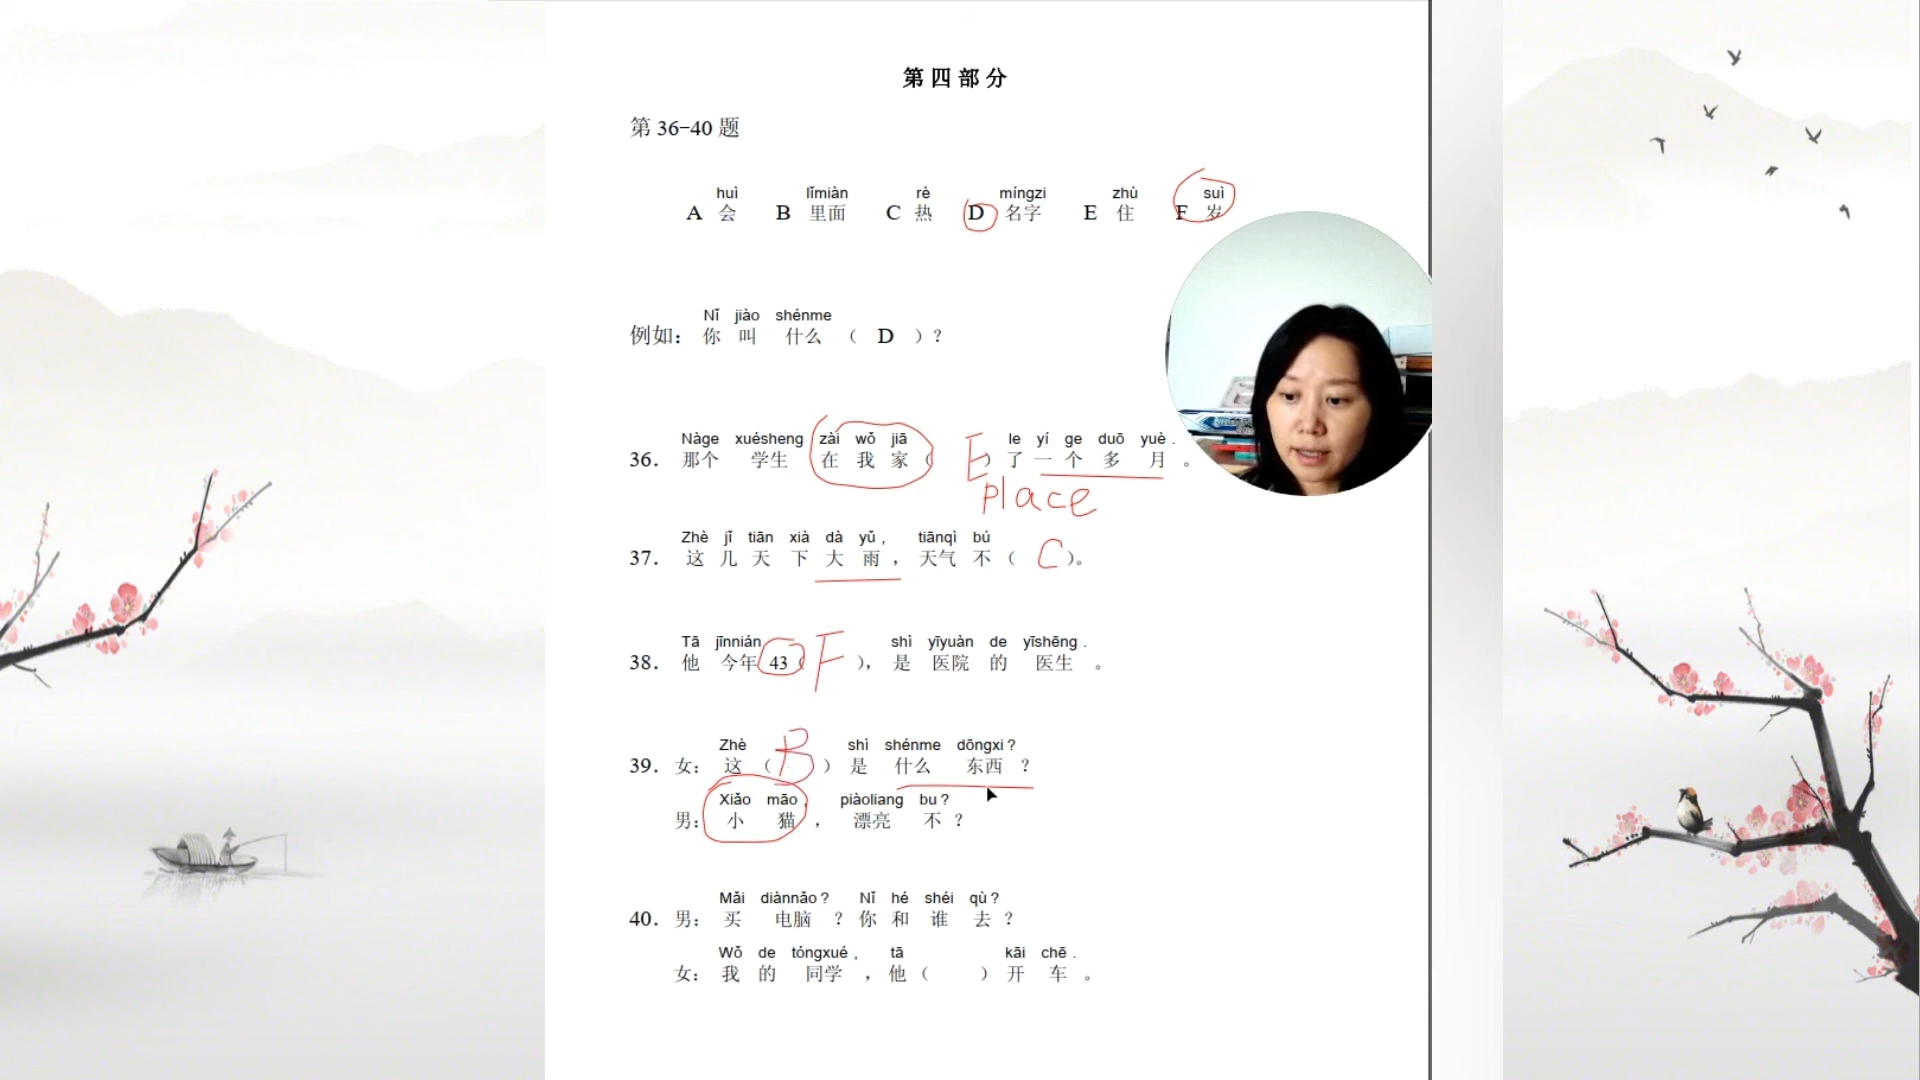 第四部分
第 36-40 题
huì lǐmiàn rè míngzi zhù suì
A 会 B 里面 C 热 D 名字 E 住 F 岁
Nǐ jiào shénme
例如: 你 叫 什么 ( D )?
Nàge xuésheng zài wǒ jiā le yí ge duō yuè .
36. 那个 学生 在 我 家 ( E ) 了 一 个 多 月 。
place
Zhè jǐ tiān xià dà yǔ , tiānqì bú
37. 这 几 天 下 大 雨 , 天气 不 ( C )。
Tā jīnnián shì yīyuàn de yīshēng .
38. 他 今年 43 ( F ), 是 医院 的 医生 。
Zhè shì shénme dōngxi ?
39. 女: 这 ( B ) 是 什么 东西 ?
Xiǎo māo , piàoliang bu ?
男: 小 猫 , 漂亮 不 ?
Mǎi diànnǎo ? Nǐ hé shéi qù ?
40. 男: 买 电脑 ? 你 和 谁 去 ?
Wǒ de tóngxué , tā kāi chē .
女: 我 的 同学 , 他 ( ) 开 车 。